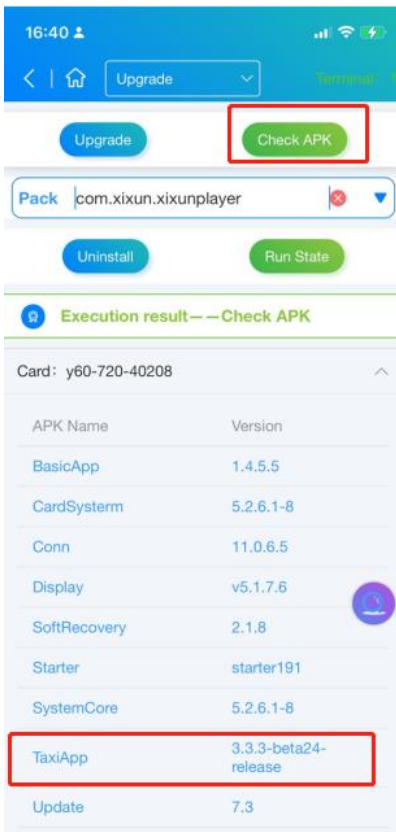 16:40
Upgrade
Terminal:
Upgrade
Check APK
Pack com.xixun.xixunplayer
Uninstall
Run State
Execution result——Check APK
Card: y60-720-40208
APK Name Version
BasicApp 1.4.5.5
CardSysterm 5.2.6.1-8
Conn 11.0.6.5
Display v5.1.7.6
SoftRecovery 2.1.8
Starter starter191
SystemCore 5.2.6.1-8
TaxiApp 3.3.3-beta24-
release
Update 7.3